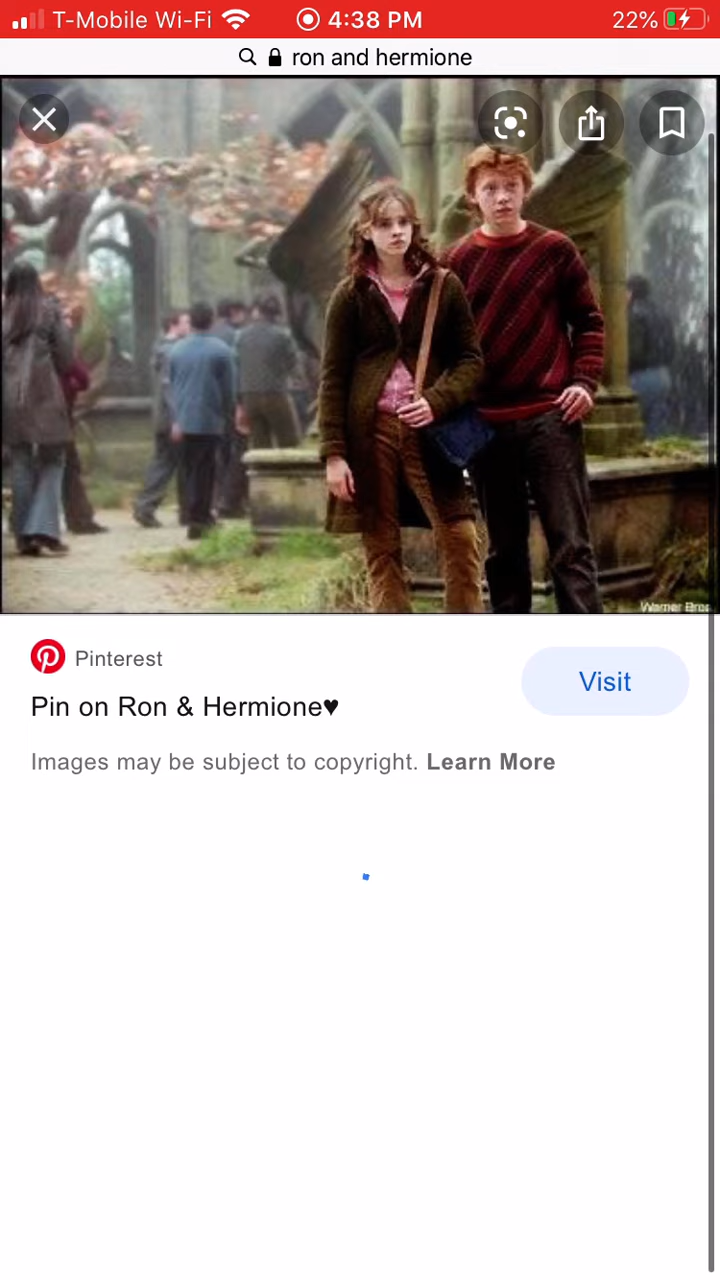 T-Mobile Wi-Fi 4:38 PM 22%
ron and hermione
Warner Bros
Pinterest
Visit
Pin on Ron & Hermione♥
Images may be subject to copyright. Learn More